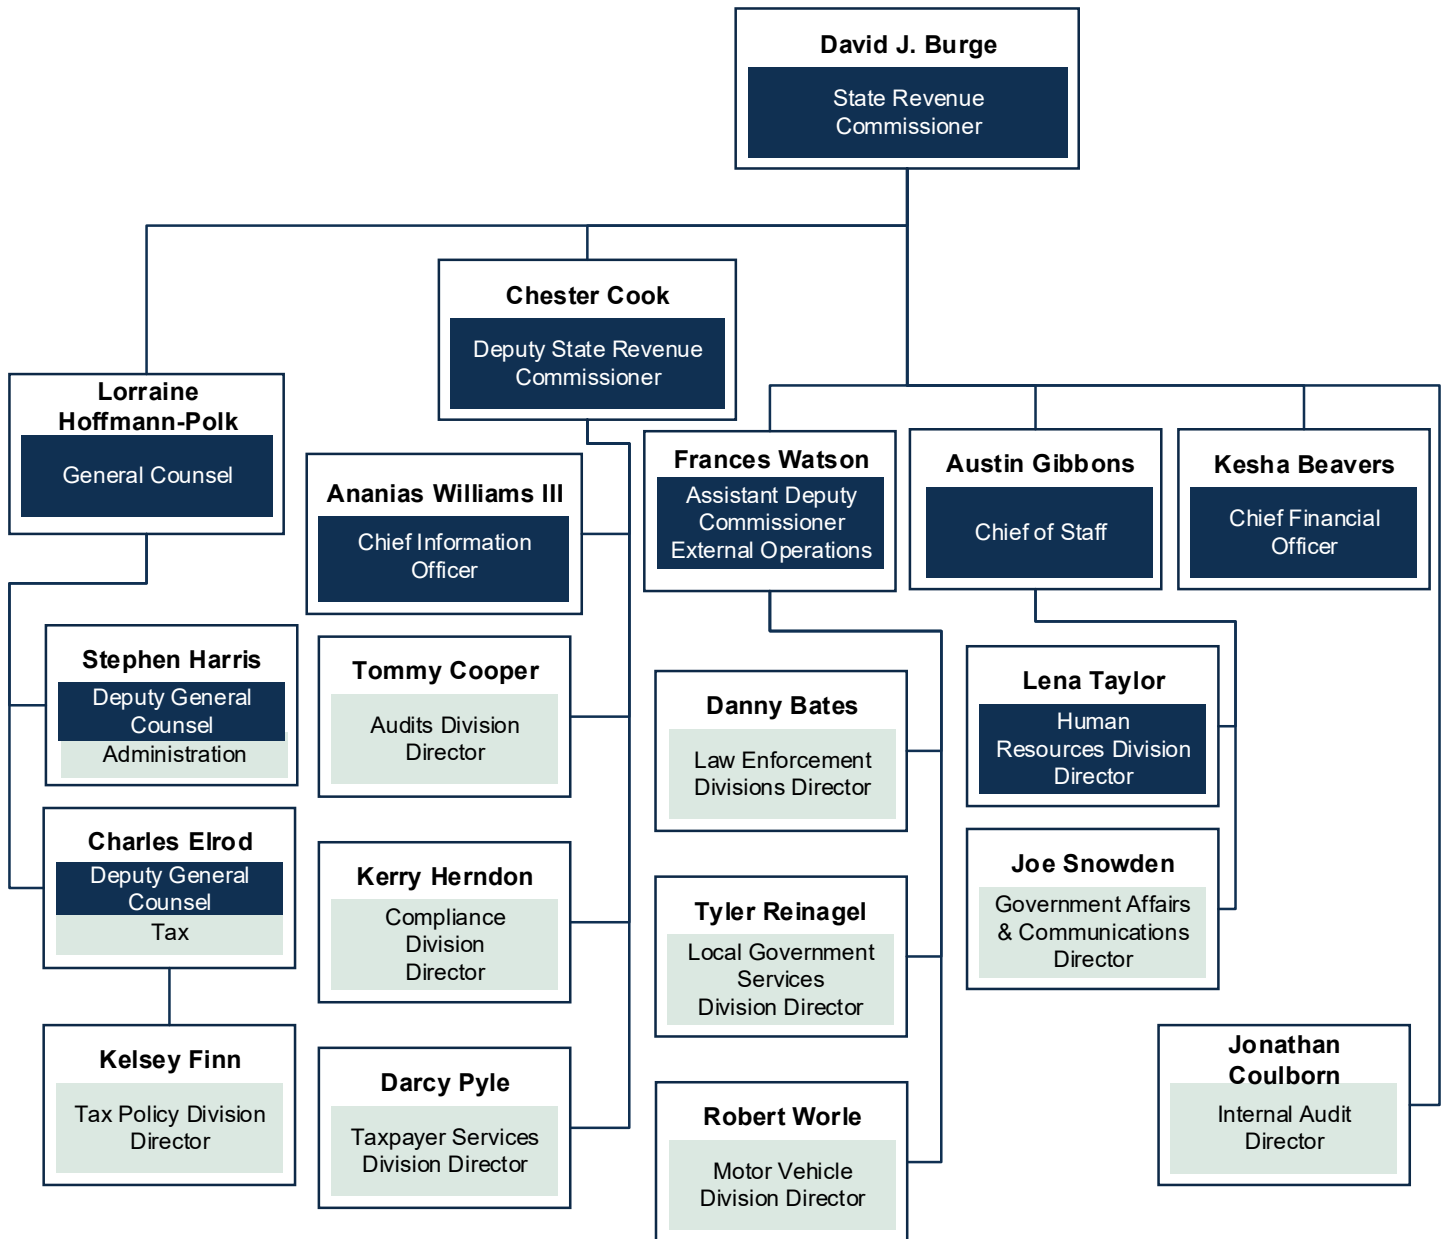 David J. Burge
State Revenue
Commissioner
Chester Cook
Deputy State Revenue
Commissioner
Lorraine
Hoffmann-Polk
General Counsel
Stephen Harris
Deputy General
Counsel
Administration
Charles Elrod
Deputy General
Counsel
Tax
Kelsey Finn
Tax Policy Division
Director
Ananias Williams III
Chief Information
Officer
Tommy Cooper
Audits Division
Director
Kerry Herndon
Compliance
Division
Director
Darcy Pyle
Taxpayer Services
Division Director
Frances Watson
Assistant Deputy
Commissioner
External Operations
Danny Bates
Law Enforcement
Divisions Director
Tyler Reinagel
Local Government
Services
Division Director
Robert Worle
Motor Vehicle
Division Director
Austin Gibbons
Chief of Staff
Lena Taylor
Human
Resources Division
Director
Joe Snowden
Government Affairs
& Communications
Director
Kesha Beavers
Chief Financial
Officer
Jonathan
Coulborn
Internal Audit
Director